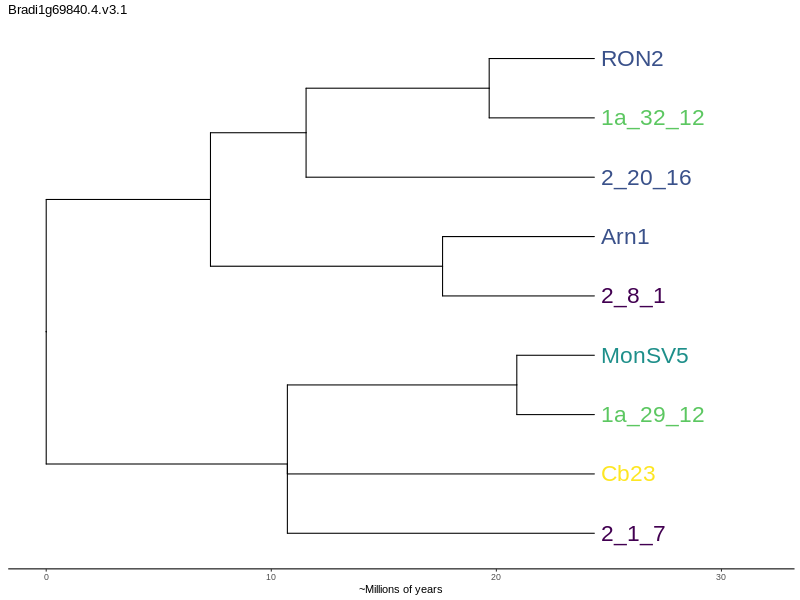 Bradi1g69840.4.v3.1
RON2
1a_32_12
2_20_16
Arn1
2_8_1
MonSV5
1a_29_12
Cb23
2_1_7
0 10 20 30
~Millions of years